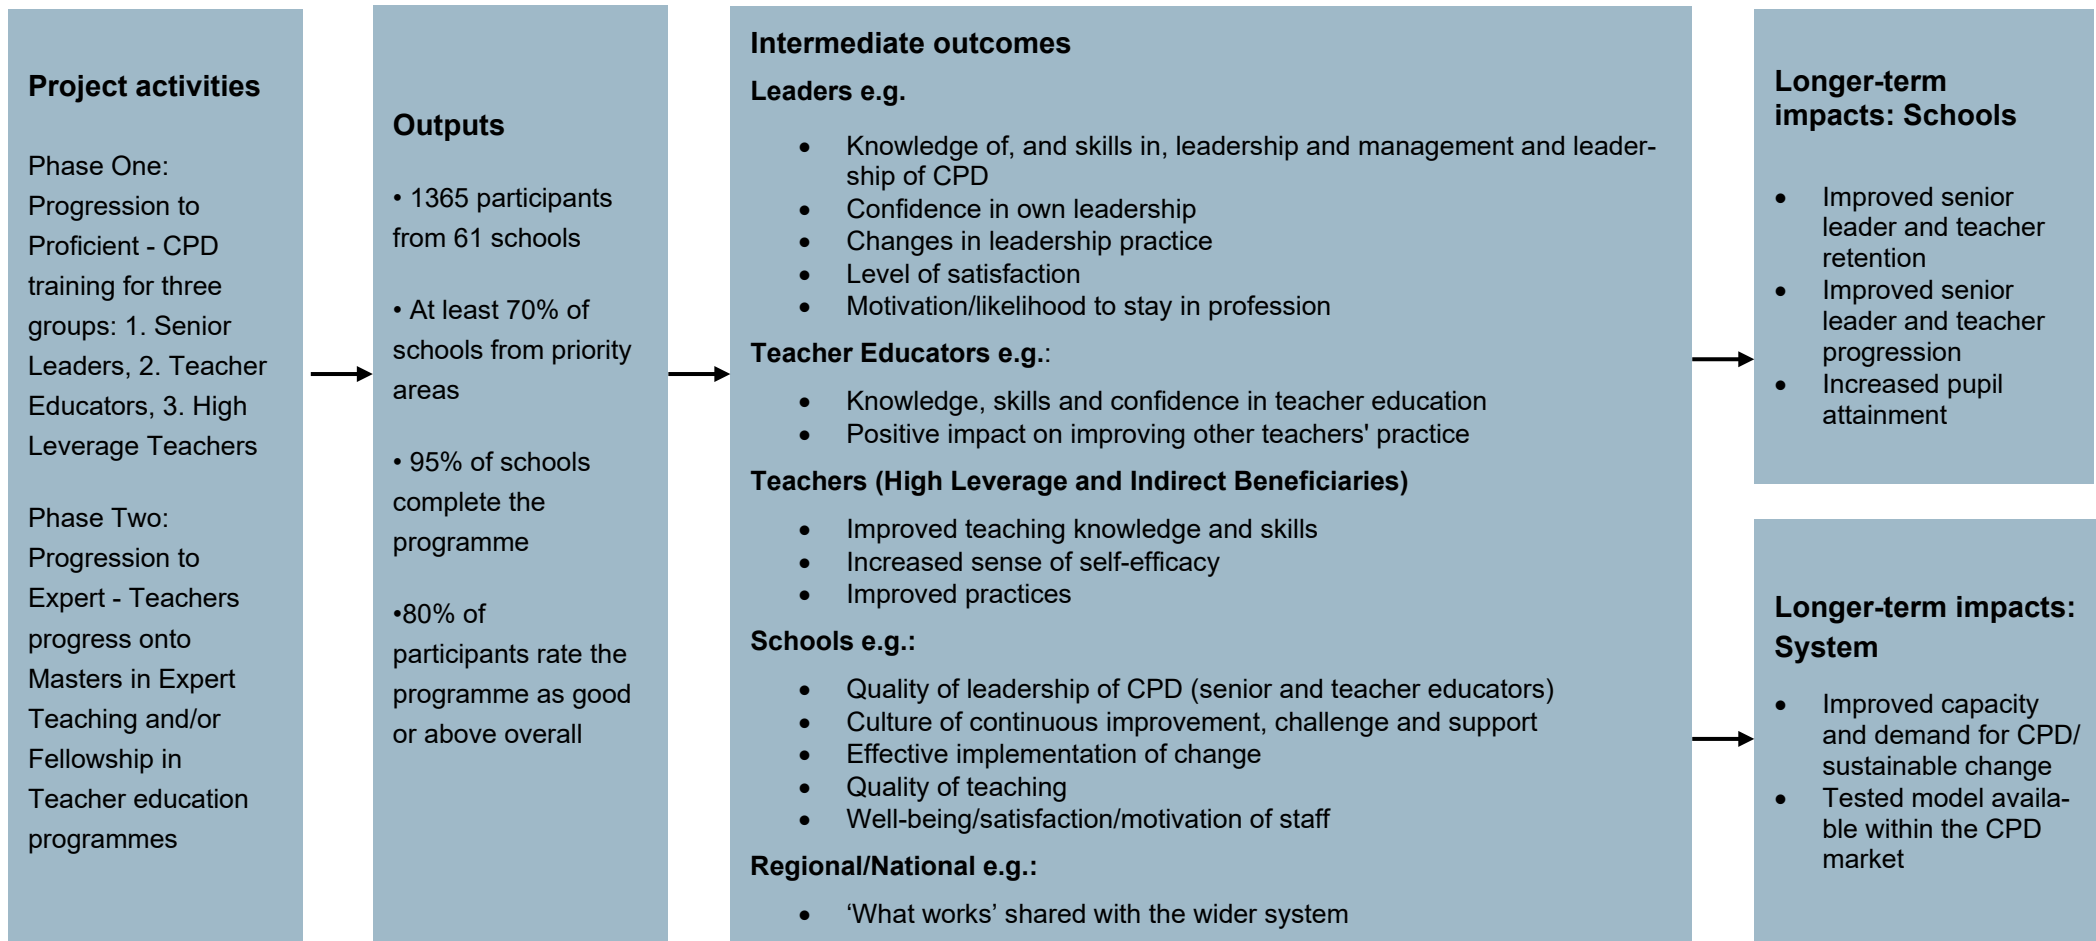 Project activities
Phase One:
Progression to
Proficient - CPD
training for three
groups: 1. Senior
Leaders, 2. Teacher
Educators, 3. High
Leverage Teachers
Phase Two:
Progression to
Expert - Teachers
progress onto
Masters in Expert
Teaching and/or
Fellowship in
Teacher education
programmes
Outputs
• 1365 participants
from 61 schools
• At least 70% of
schools from priority
areas
• 95% of schools
complete the
programme
•80% of
participants rate the
programme as good
or above overall
Intermediate outcomes
Leaders e.g.
• Knowledge of, and skills in, leadership and management and leader-
ship of CPD
• Confidence in own leadership
• Changes in leadership practice
• Level of satisfaction
• Motivation/likelihood to stay in profession
Teacher Educators e.g.:
• Knowledge, skills and confidence in teacher education
• Positive impact on improving other teachers' practice
Teachers (High Leverage and Indirect Beneficiaries)
• Improved teaching knowledge and skills
• Increased sense of self-efficacy
• Improved practices
Schools e.g.:
• Quality of leadership of CPD (senior and teacher educators)
• Culture of continuous improvement, challenge and support
• Effective implementation of change
• Quality of teaching
• Well-being/satisfaction/motivation of staff
Regional/National e.g.:
• ‘What works’ shared with the wider system
Longer-term
impacts: Schools
• Improved senior
leader and teacher
retention
• Improved senior
leader and teacher
progression
• Increased pupil
attainment
Longer-term impacts:
System
• Improved capacity
and demand for CPD/
sustainable change
• Tested model availa-
ble within the CPD
market